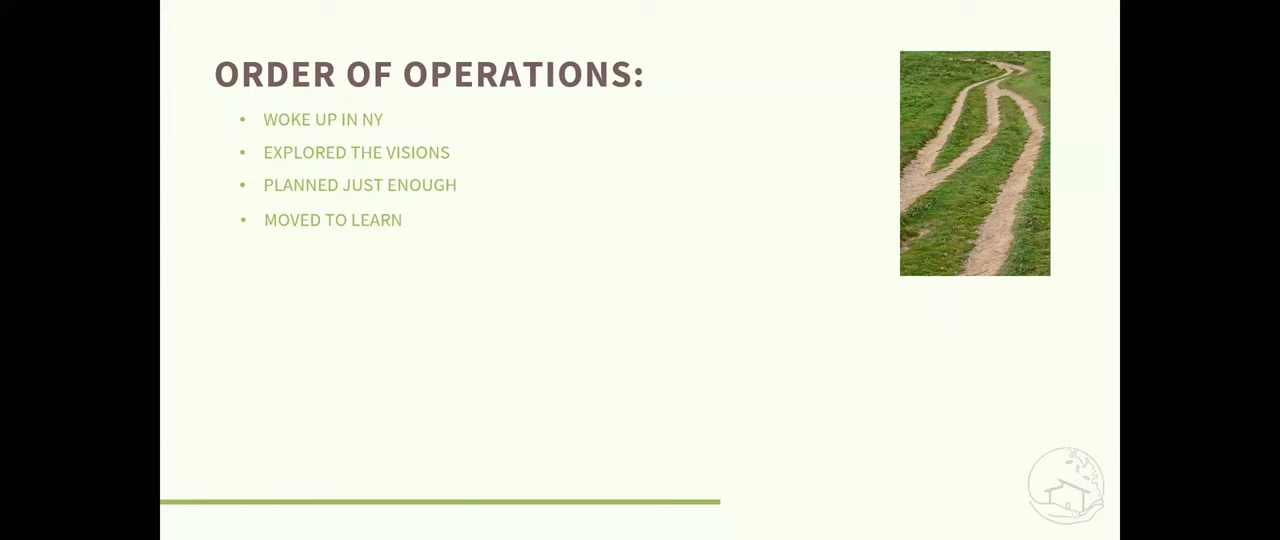 ORDER OF OPERATIONS:
• WOKE UP IN NY
• EXPLORED THE VISIONS
• PLANNED JUST ENOUGH
• MOVED TO LEARN